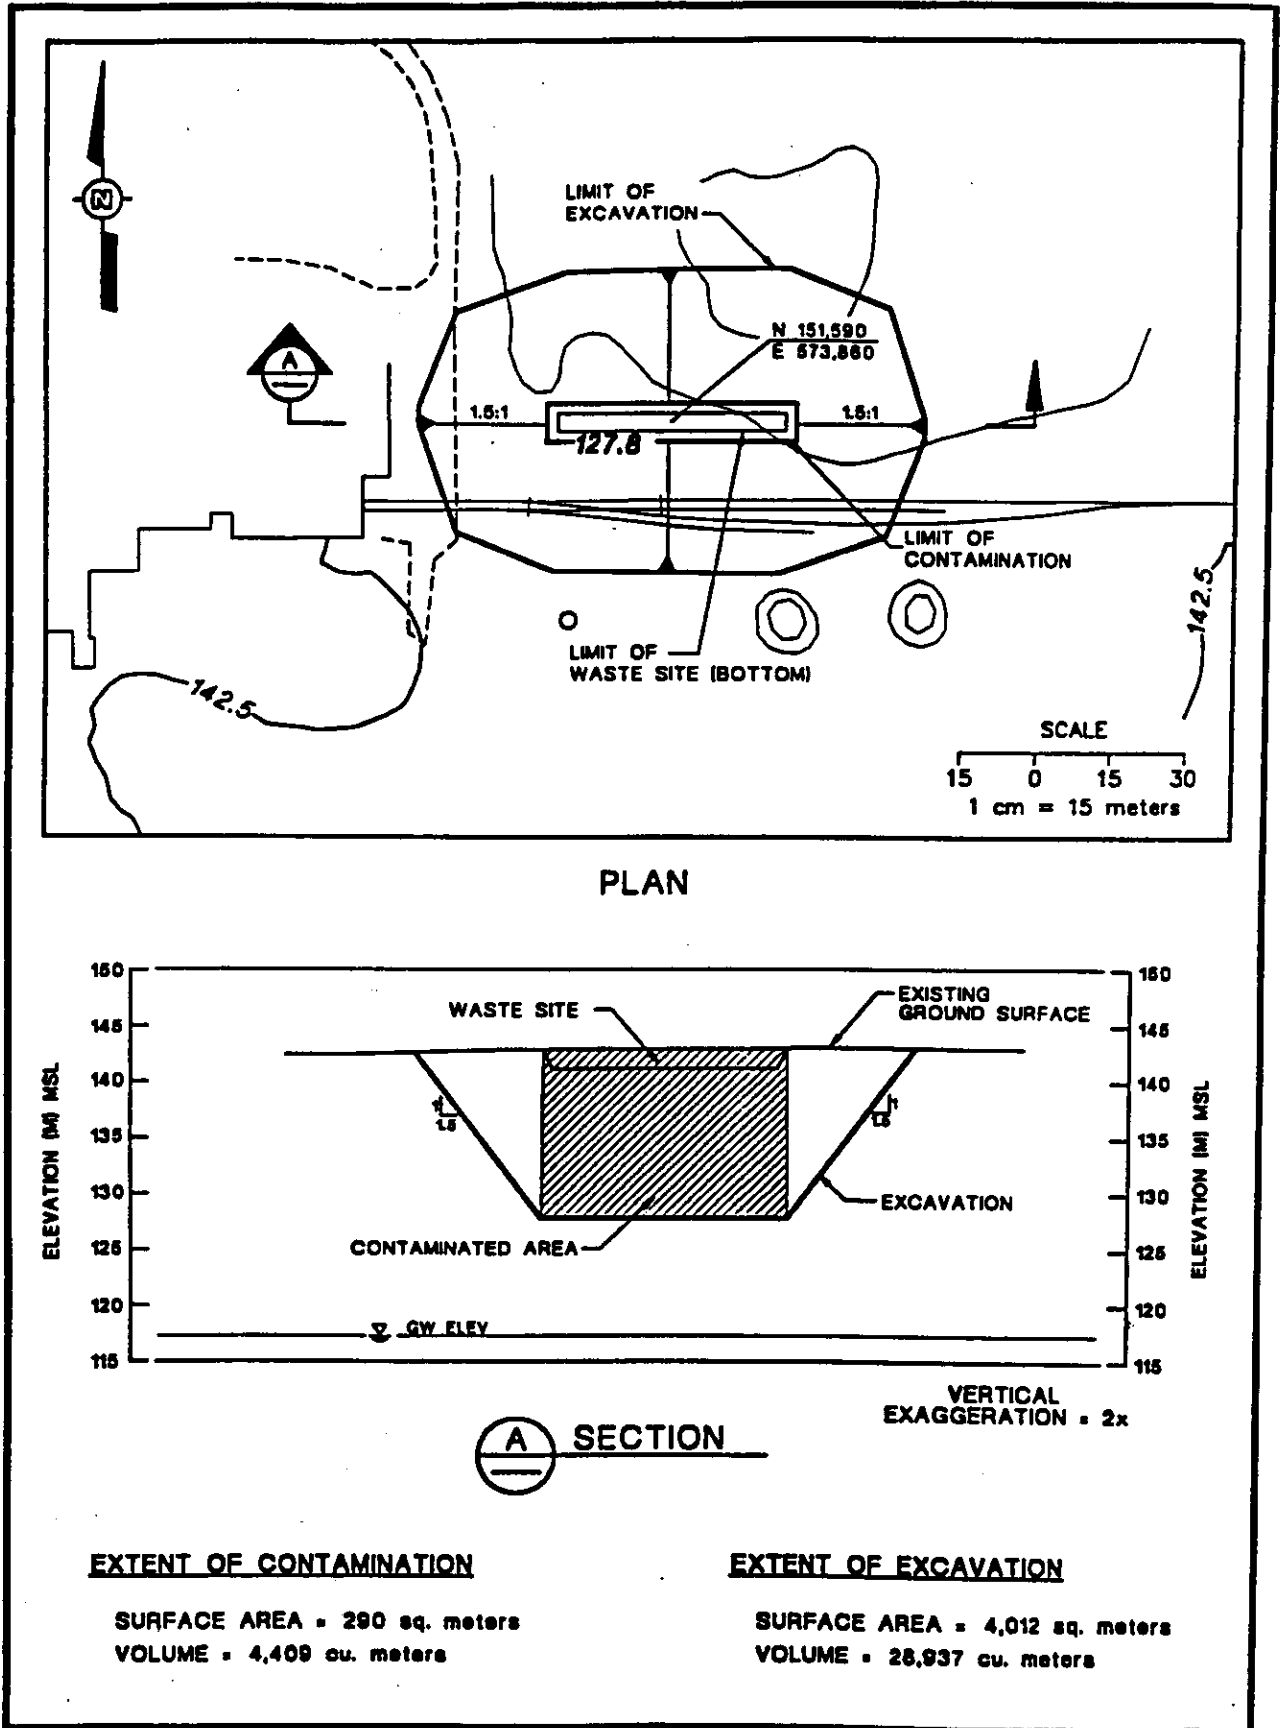 N
LIMIT OF
EXCAVATION
N 151,590
E 573,860
A
1.5:1
1.5:1
127.8
LIMIT OF
CONTAMINATION
142.5
LIMIT OF
WASTE SITE (BOTTOM)
142.5
SCALE
15 0 15 30
1 cm = 15 meters
PLAN
150
145
140
135
130
125
120
115
ELEVATION (M) MSL
WASTE SITE
EXISTING
GROUND SURFACE
1
1.5
1
1.5
EXCAVATION
CONTAMINATED AREA
GW ELEV
150
145
140
135
130
125
120
115
ELEVATION (M) MSL
VERTICAL
EXAGGERATION = 2x
A SECTION
EXTENT OF CONTAMINATION
SURFACE AREA = 290 sq. meters
VOLUME = 4,409 cu. meters
EXTENT OF EXCAVATION
SURFACE AREA = 4,012 sq. meters
VOLUME = 28,937 cu. meters